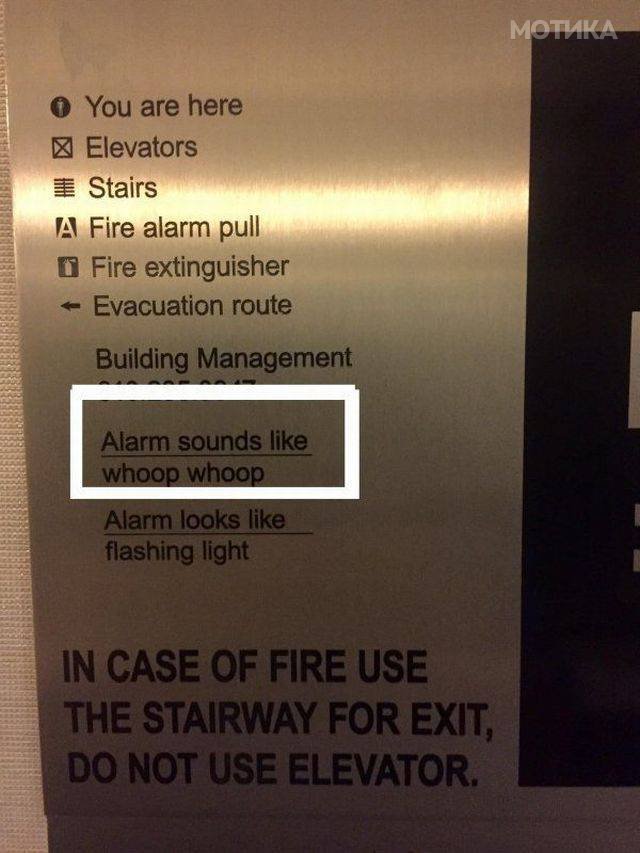 МОТИКА
You are here
Elevators
Stairs
A Fire alarm pull
Fire extinguisher
Evacuation route
Building Management
Alarm sounds like
whoop whoop
Alarm looks like
flashing light
IN CASE OF FIRE USE
THE STAIRWAY FOR EXIT,
DO NOT USE ELEVATOR.